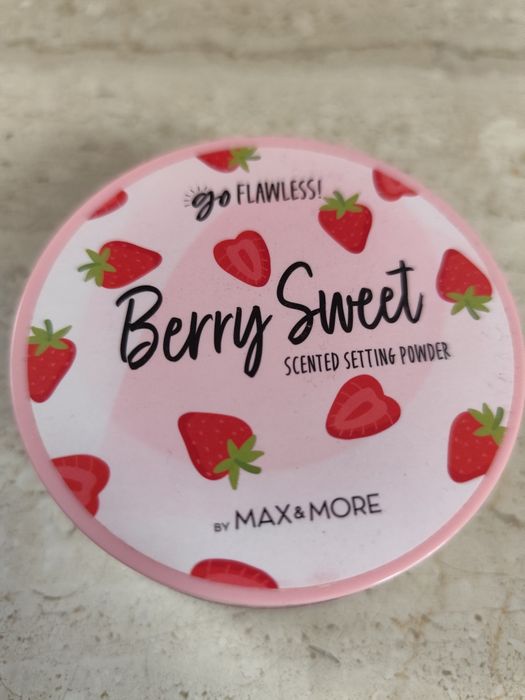 go FLAWLESS!
Berry Sweet
SCENTED SETTING POWDER
BY MAX&MORE